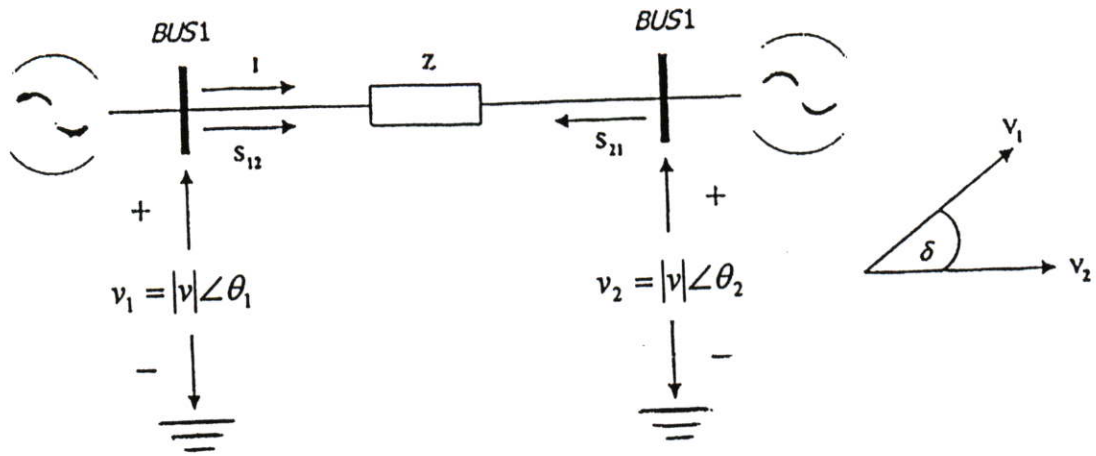 BUS1
BUS1
I
Z
S₁₂
S₂₁
V₁
+
+
δ
V₂
v₁ = |v|∠θ₁
v₂ = |v|∠θ₂
−
−